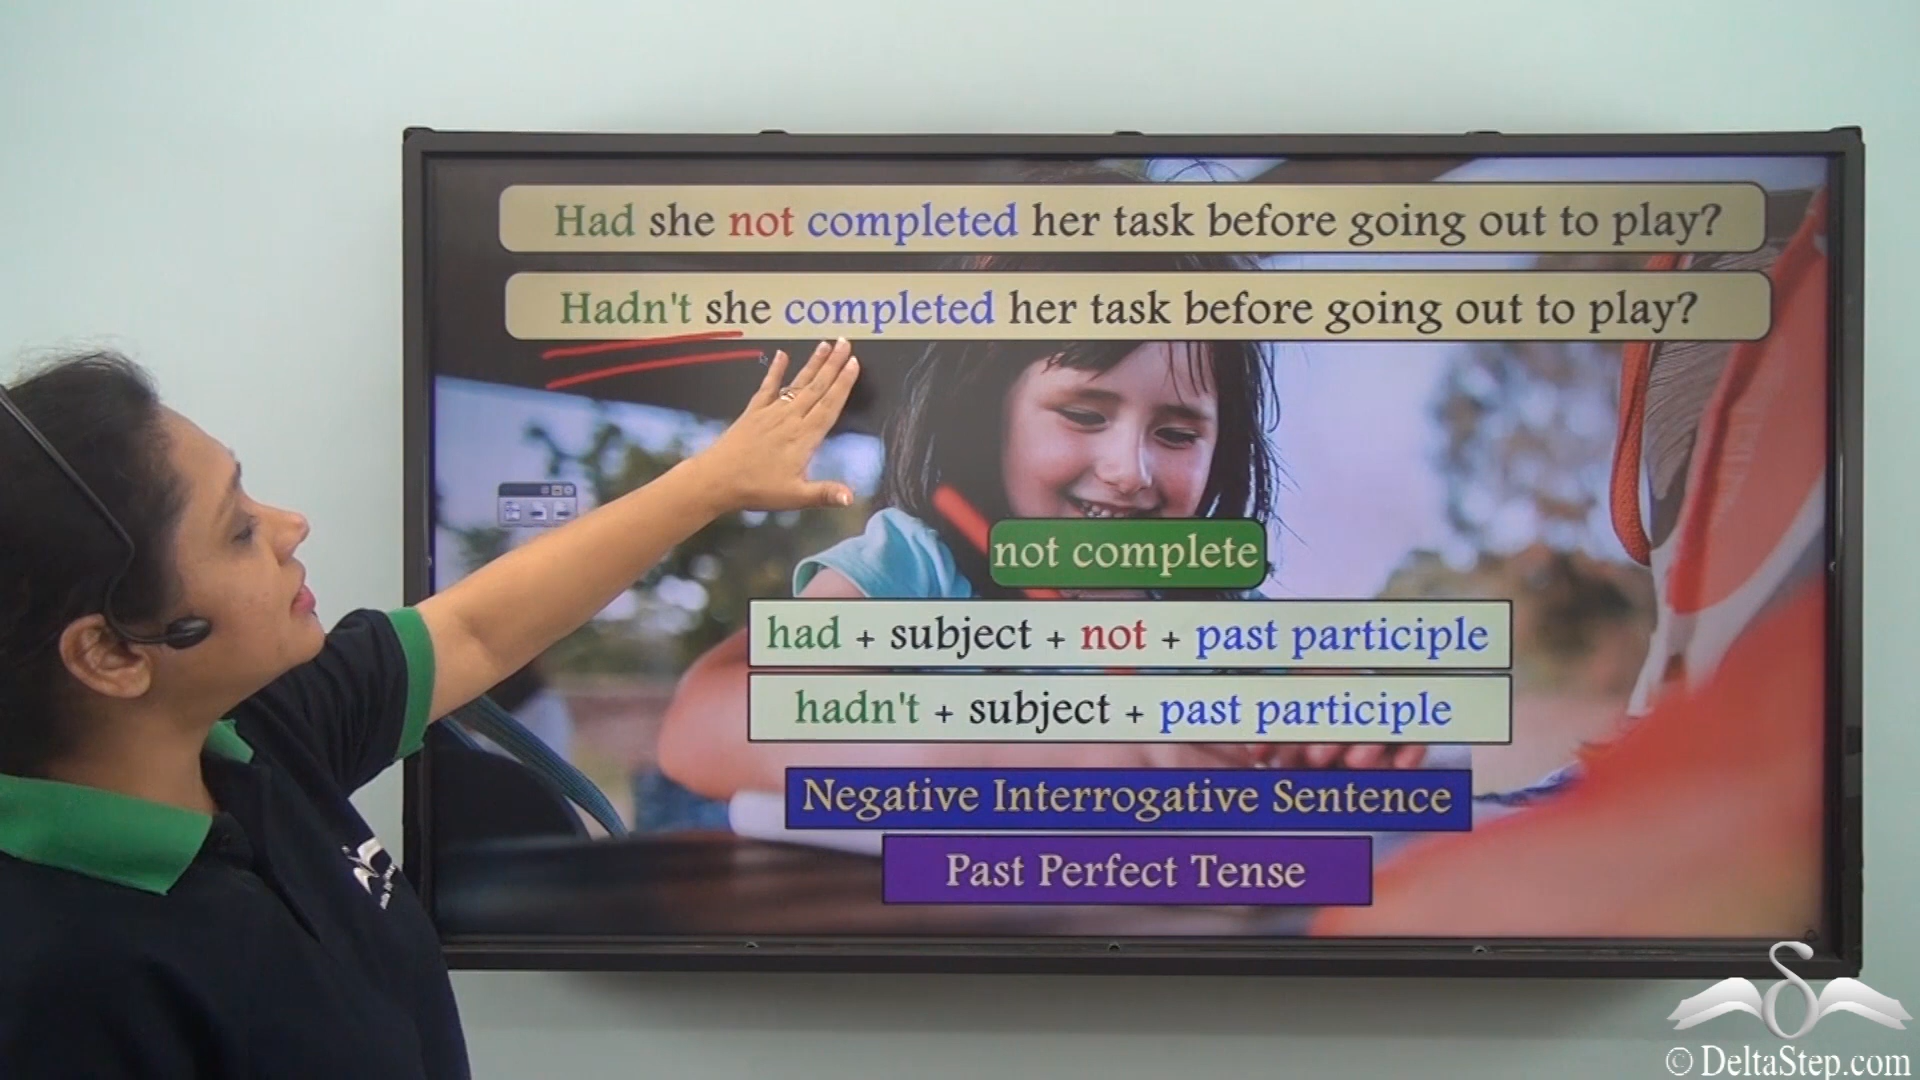 Had she not completed her task before going out to play?
Hadn't she completed her task before going out to play?
not complete
had + subject + not + past participle
hadn't + subject + past participle
Negative Interrogative Sentence
Past Perfect Tense
© DeltaStep.com